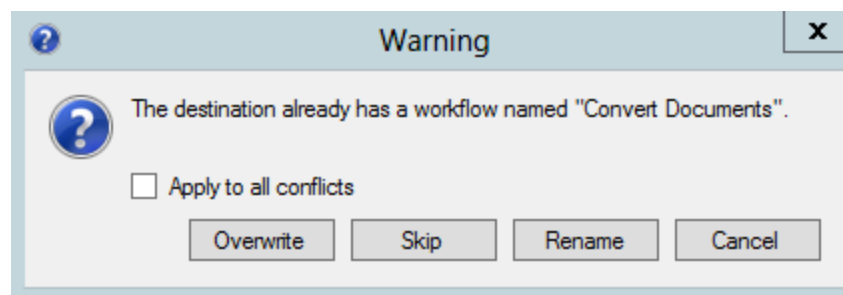 Warning
x
The destination already has a workflow named "Convert Documents".
Apply to all conflicts
Overwrite
Skip
Rename
Cancel